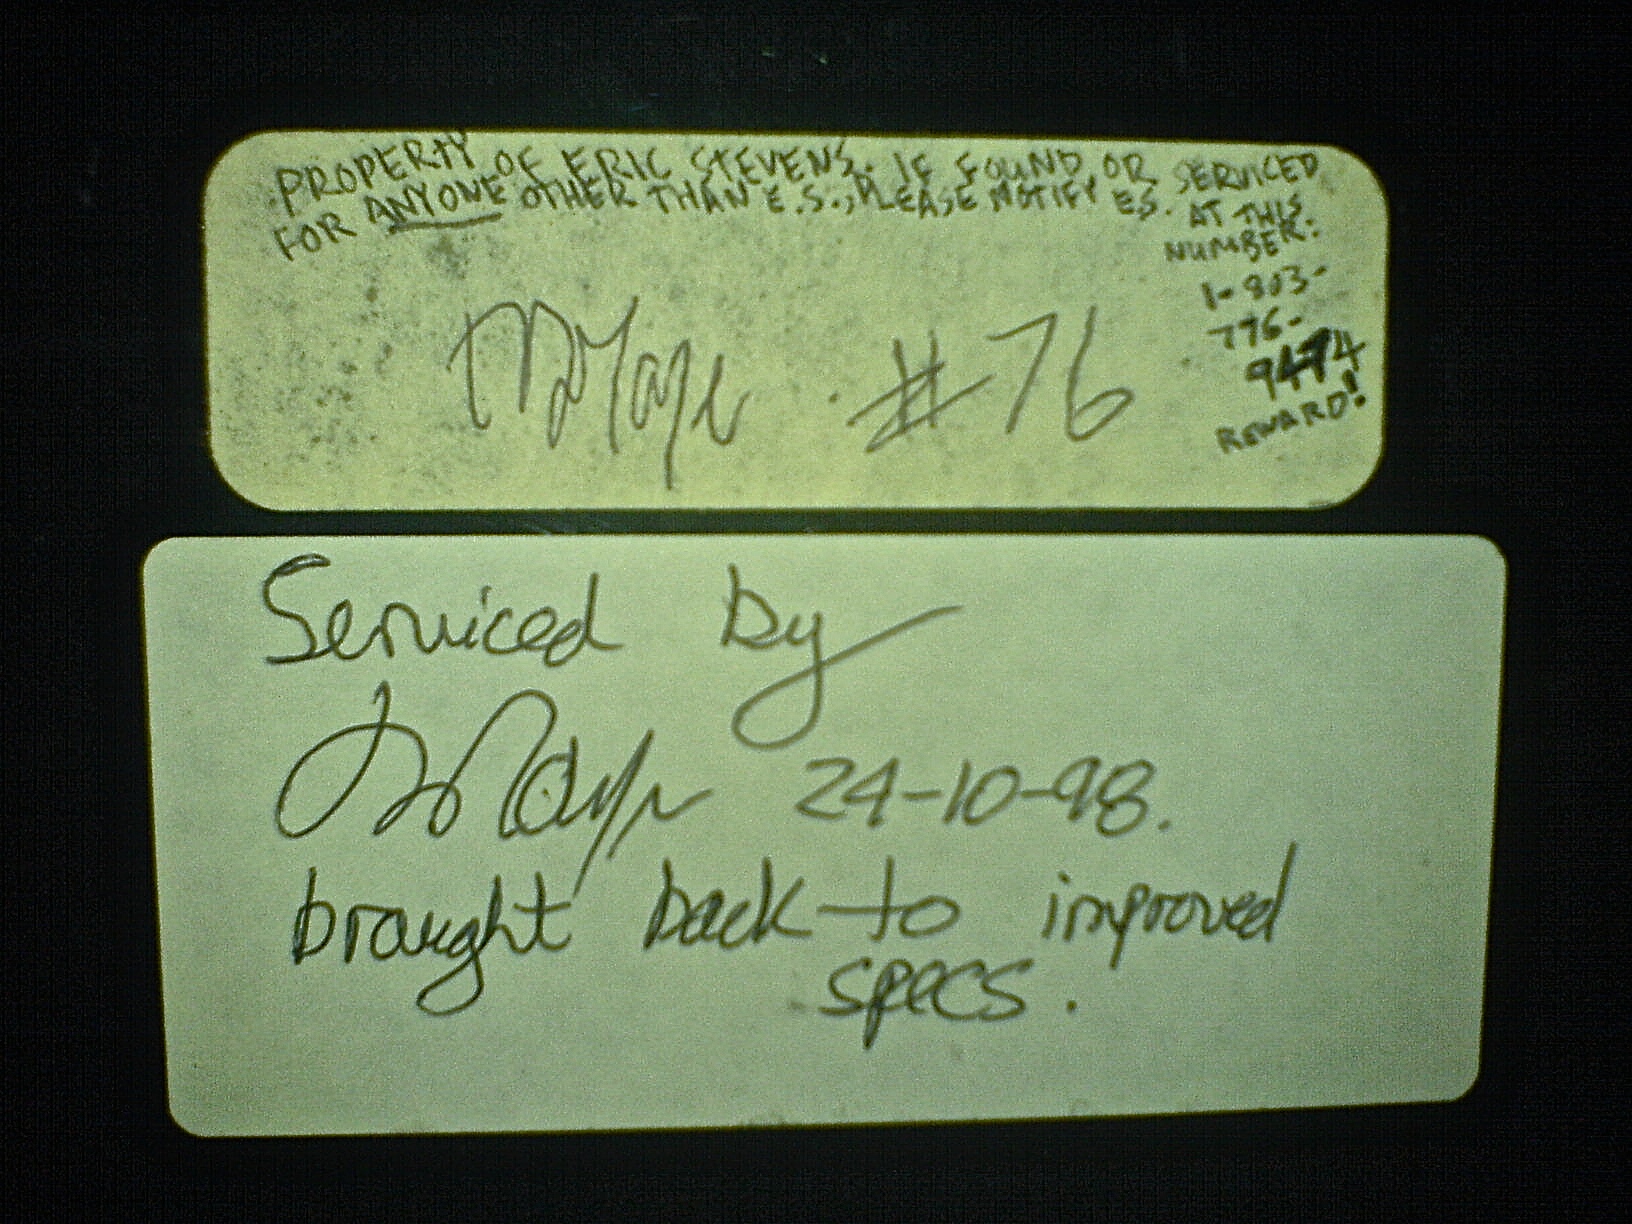 PROPERTY OF ERIC STEVENS. IF FOUND OR SERVICED
FOR ANYONE OTHER THAN E.S., PLEASE NOTIFY E.S. AT THIS
NUMBER:
1-803-
776-
9474
REWARD!
#76
Serviced by
24-10-98.
brought back to improved
specs.